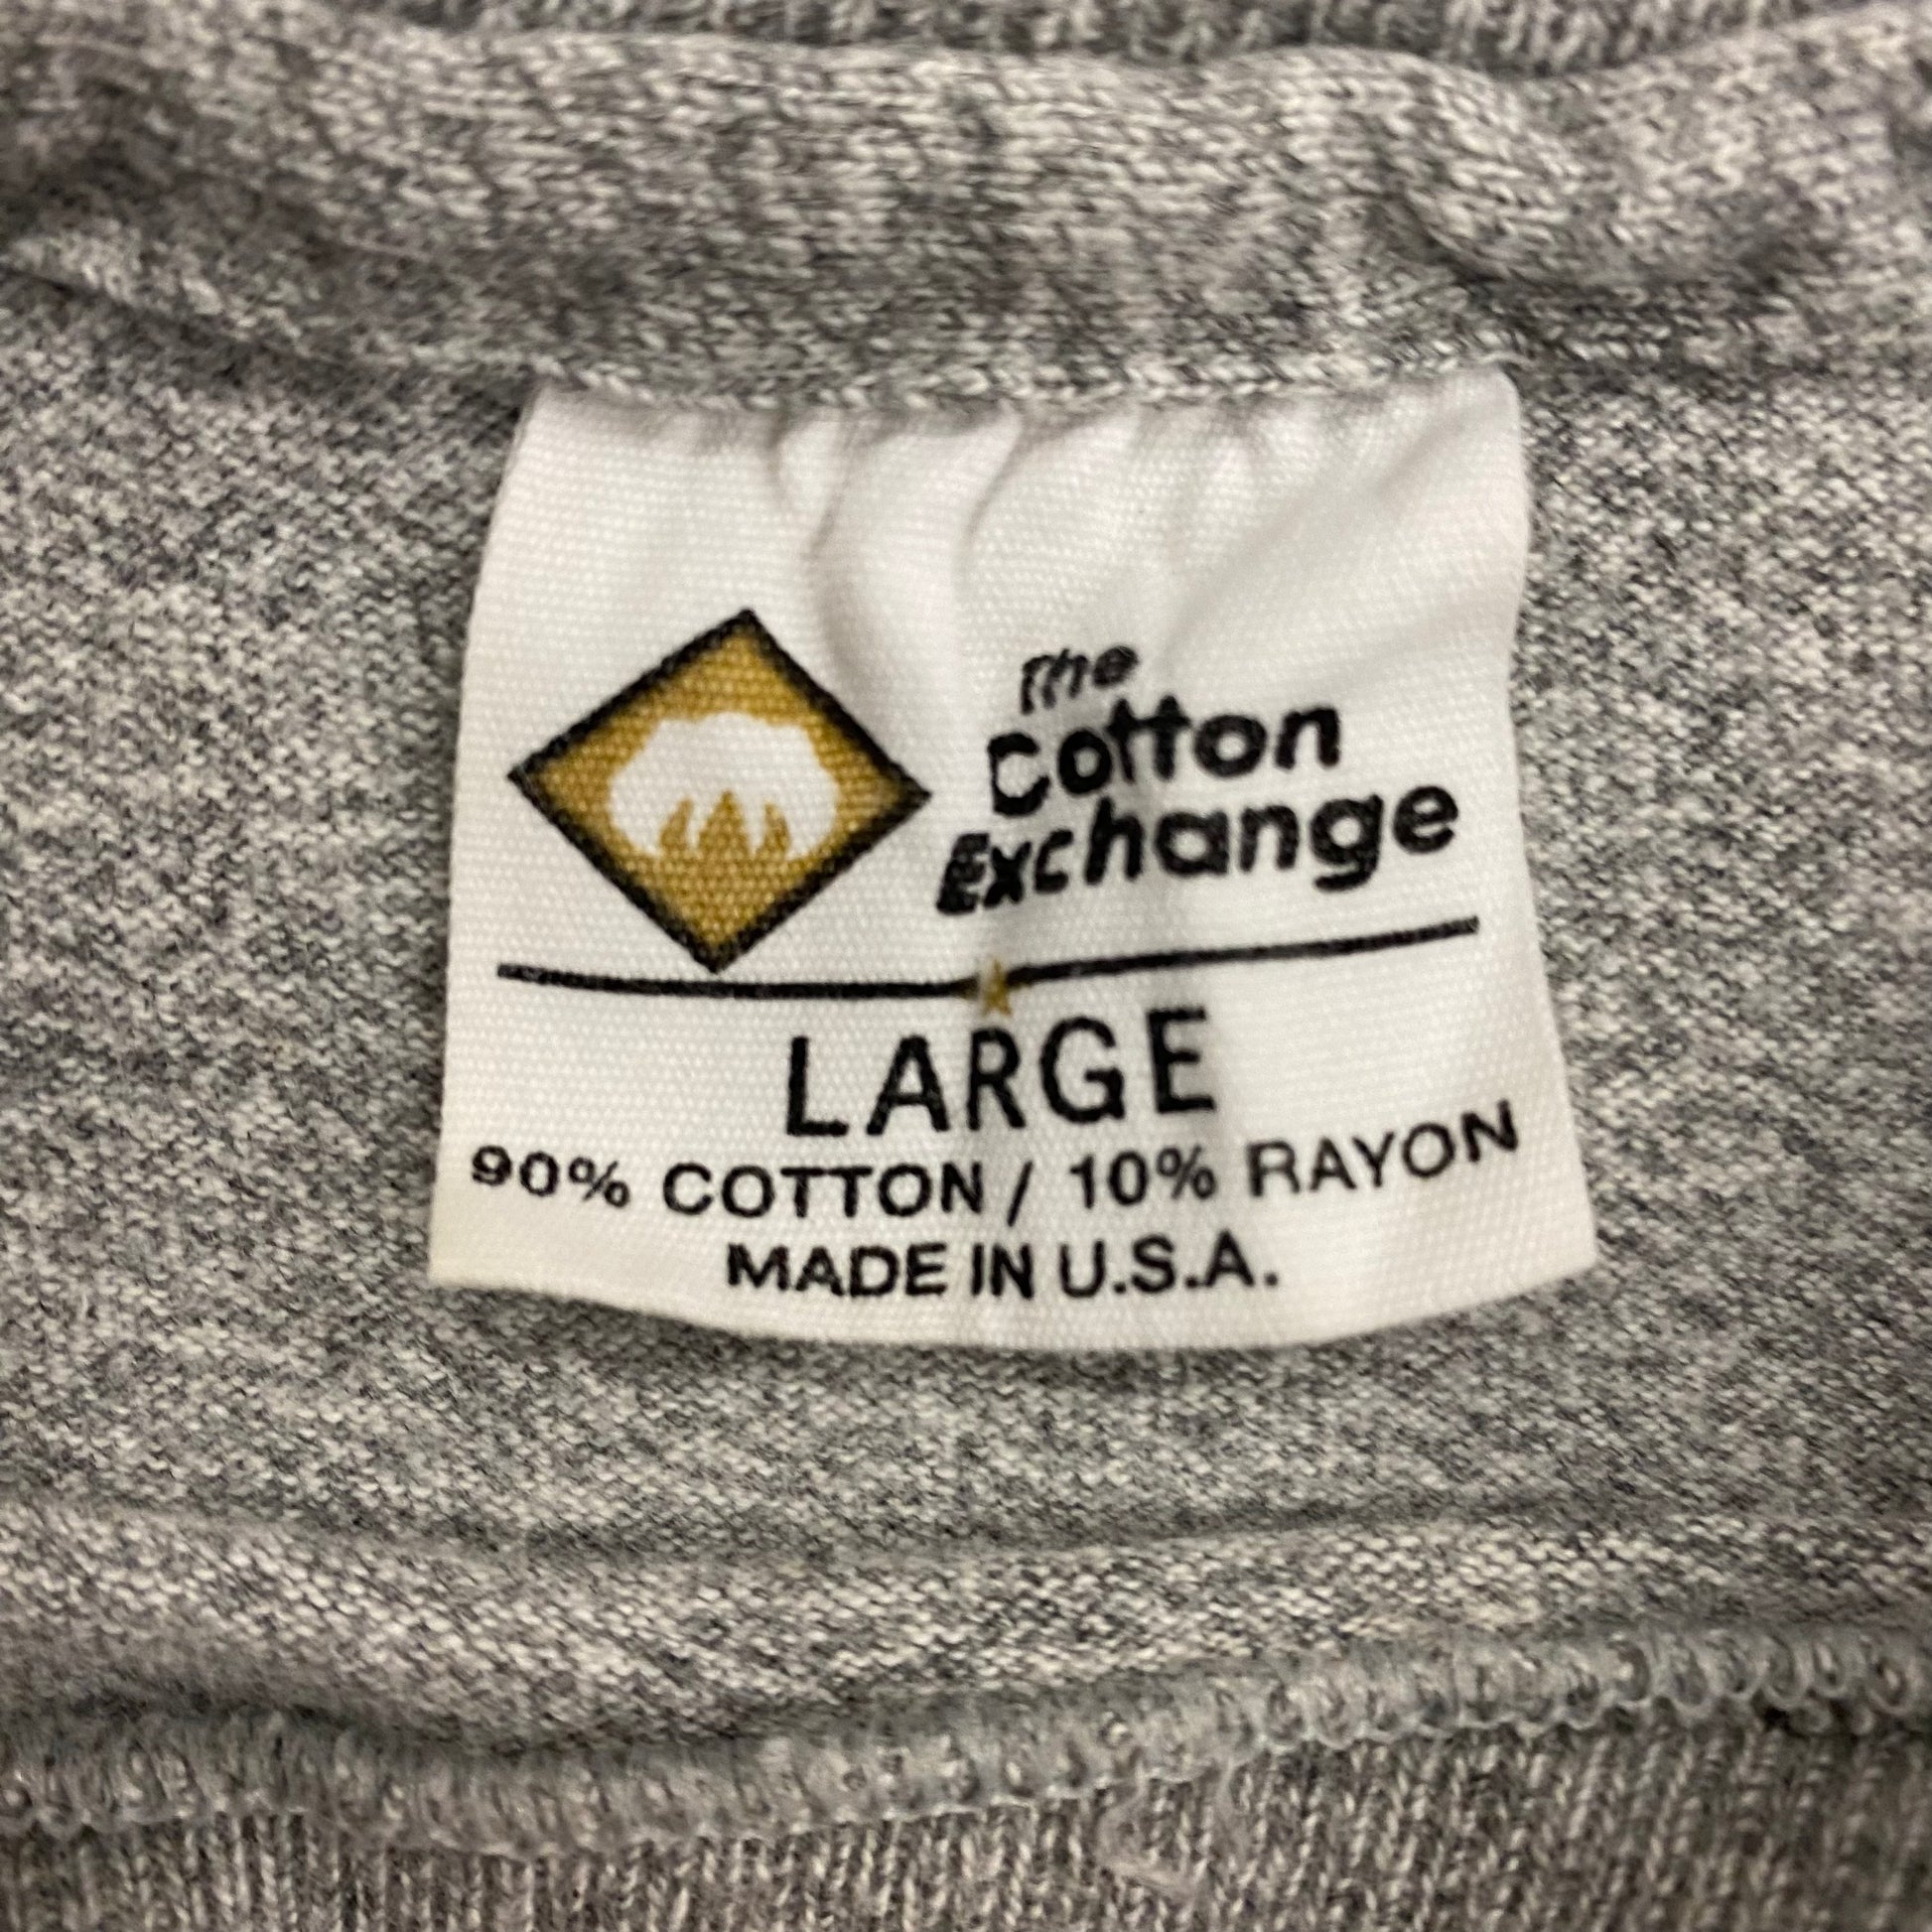 The
Cotton
Exchange
LARGE
90% COTTON / 10% RAYON
MADE IN U.S.A.